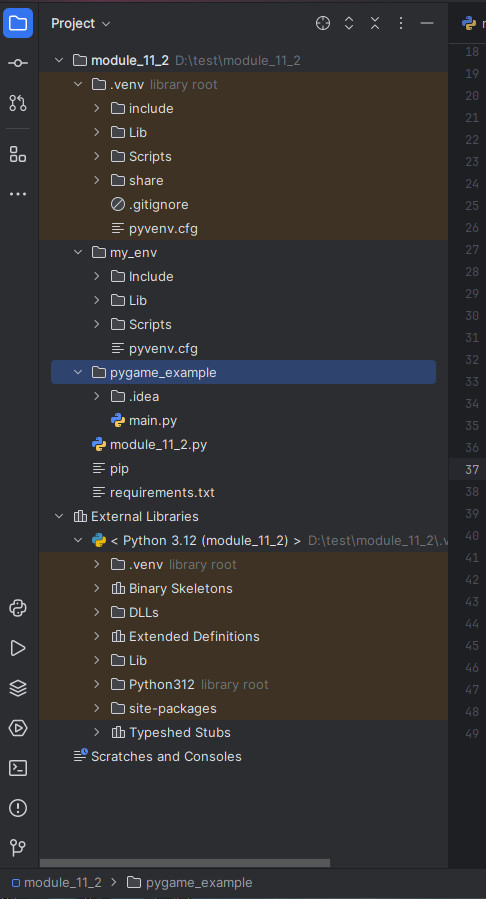 Project
module_11_2 D:\test\module_11_2
.venv library root
include
Lib
Scripts
share
.gitignore
pyvenv.cfg
my_env
Include
Lib
Scripts
pyvenv.cfg
pygame_example
.idea
main.py
module_11_2.py
pip
requirements.txt
External Libraries
< Python 3.12 (module_11_2) > D:\test\module_11_2\.v
.venv library root
Binary Skeletons
DLLs
Extended Definitions
Lib
Python312 library root
site-packages
Typeshed Stubs
Scratches and Consoles
18
19
20
21
22
23
24
25
26
27
28
29
30
31
32
33
34
35
36
37
38
39
40
41
42
43
44
45
46
47
48
49
module_11_2 > pygame_example